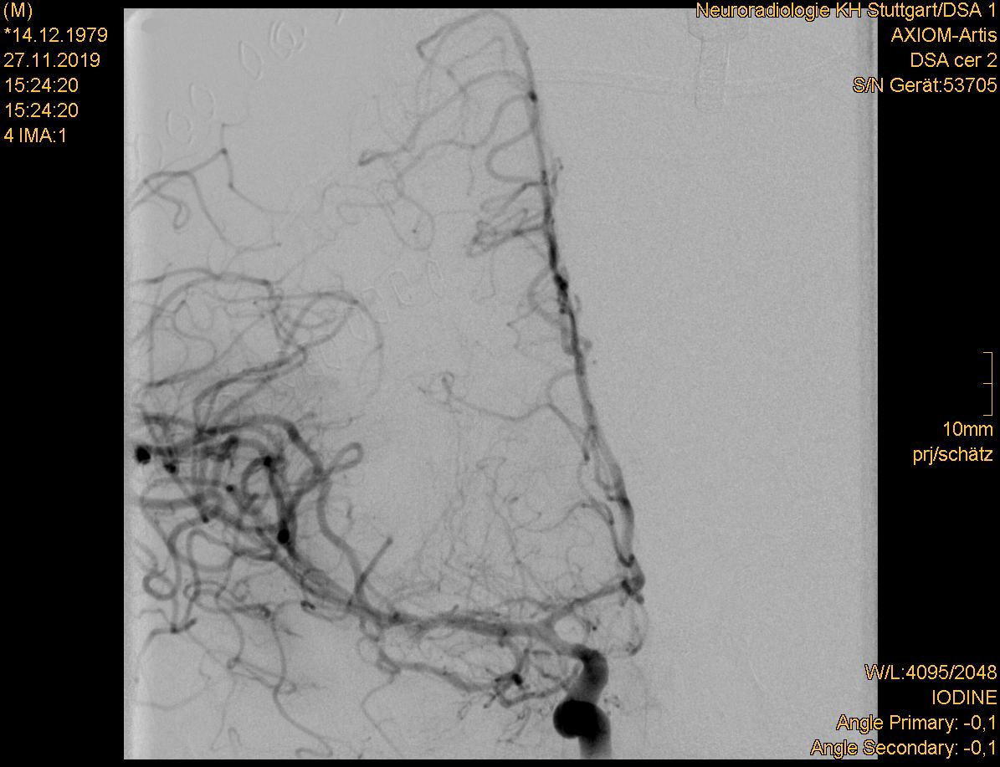 (M)
*14.12.1979
27.11.2019
15:24:20
15:24:20
4 IMA:1
Neuroradiologie KH Stuttgart/DSA 1
AXIOM-Artis
DSA cer 2
S/N Gerät:53705
10mm
prj/schätz
W/L:4095/2048
IODINE
Angle Primary: -0,1
Angle Secondary: -0,1